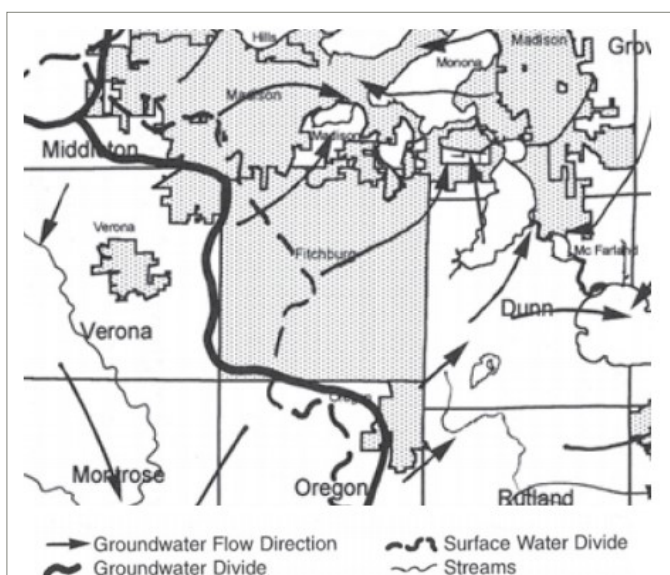 Hills
Madison
Grov
Monona
Madison
Madison
Middleton
Verona
Fitchburg
Mc Farland
Verona
Dunn
Oregon
Montrose
Oregon
Rutland
Groundwater Flow Direction
Surface Water Divide
Groundwater Divide
Streams